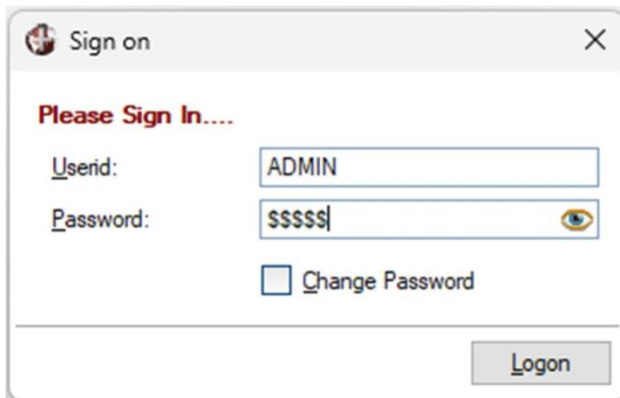 Sign on
Please Sign In....
Userid: ADMIN
Password: $$$$$
Change Password
Logon